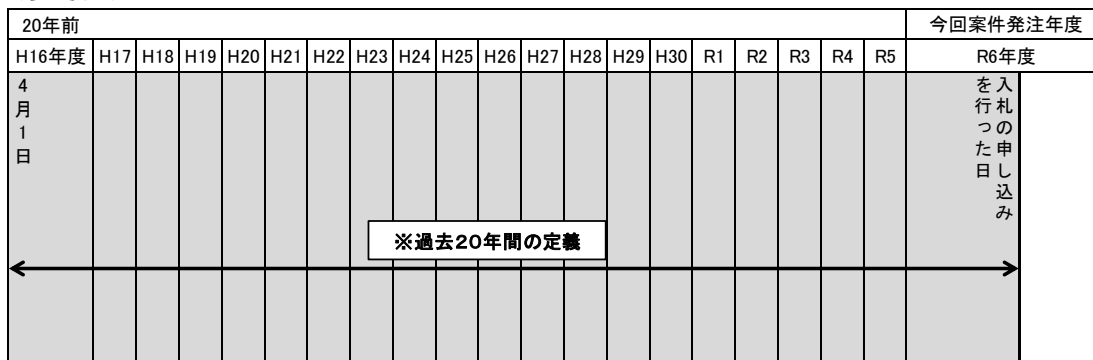 20年前 今回案件発注年度
H16年度 H17 H18 H19 H20 H21 H22 H23 H24 H25 H26 H27 H28 H29 H30 R1 R2 R3 R4 R5 R6年度
4月1日
入札の申し込み
を行った日
※過去20年間の定義